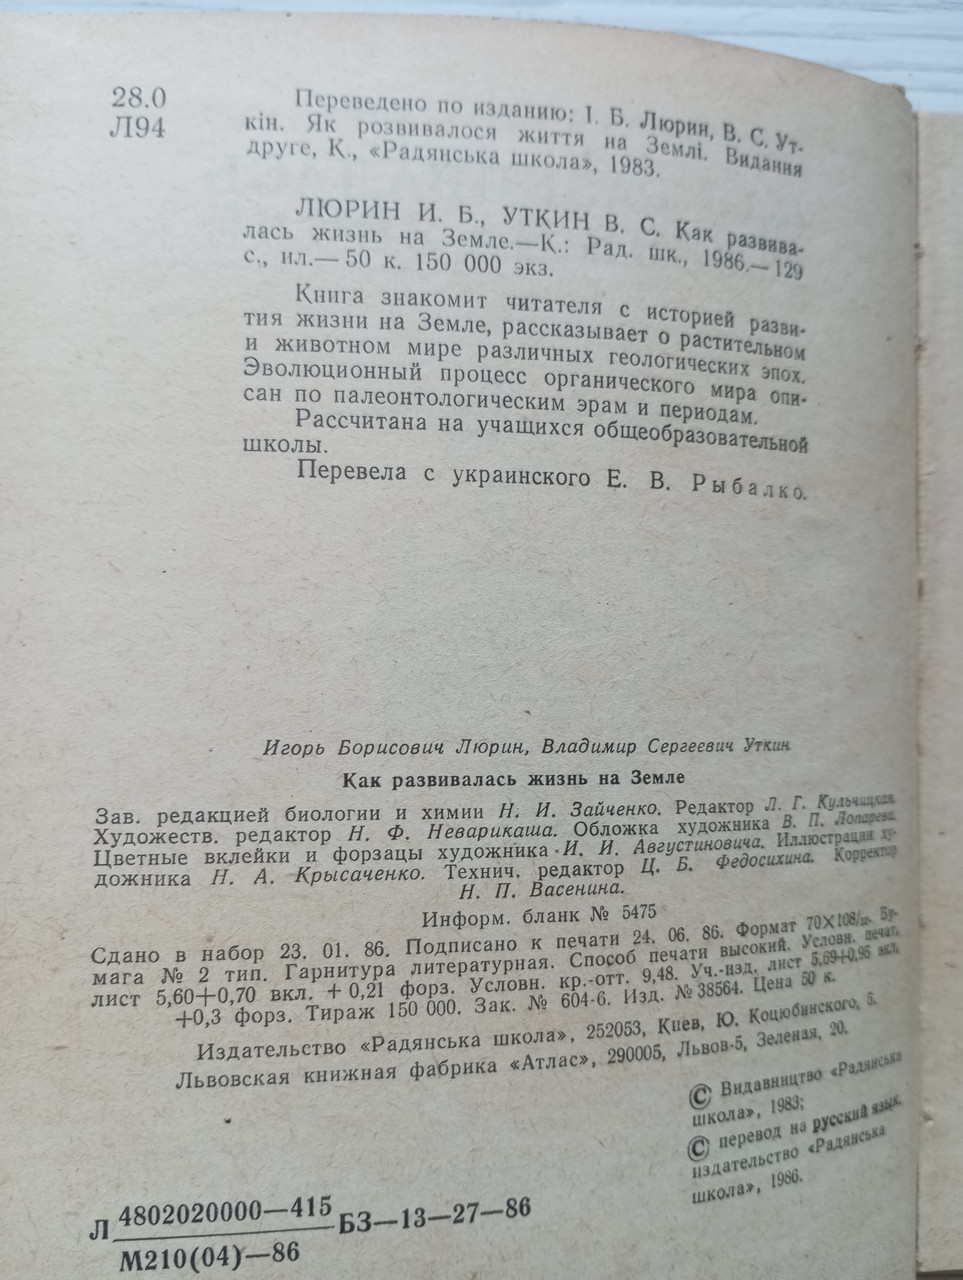 28.0
Л94
Переведено по изданию: І. Б. Люрин, В. С. Ут-
кін. Як розвивалося життя на Землі. Видання
друге, К., «Радянська школа», 1983.
ЛЮРИН И. Б., УТКИН В. С. Как развива-
лась жизнь на Земле.—К.: Рад. шк., 1986.—129
с., ил.—50 к. 150 000 экз.
Книга знакомит читателя с историей разви-
тия жизни на Земле, рассказывает о растительном
и животном мире различных геологических эпох.
Эволюционный процесс органического мира опи-
сан по палеонтологическим эрам и периодам.
Рассчитана на учащихся общеобразовательной
школы.
Перевела с украинского Е. В. Рыбалко.
Игорь Борисович Люрин, Владимир Сергеевич Уткин
Как развивалась жизнь на Земле
Зав. редакцией биологии и химии Н. И. Зайченко. Редактор Л. Г. Кульчицкая.
Художеств. редактор Н. Ф. Неварикаша. Обложка художника В. П. Лопарева.
Цветные вклейки и форзацы художника И. И. Августиновича. Иллюстрации ху-
дожника Н. А. Крысаченко. Технич. редактор Ц. Б. Федосихина. Корректор
Н. П. Васенина.
Информ. бланк № 5475
Сдано в набор 23. 01. 86. Подписано к печати 24. 06. 86. Формат 70×108/16. Бу-
мага № 2 тип. Гарнитура литературная. Способ печати высокий. Условн. печат.
лист 5,60+0,70 вкл. + 0,21 форз. Условн. кр.-отт. 9,48. Уч.-изд. лист 5,69+0,95 вкл.
+0,3 форз. Тираж 150 000. Зак. № 604-6. Изд. № 38564. Цена 50 к.
Издательство «Радянська школа», 252053, Киев, Ю. Коцюбинского, 5.
Львовская книжная фабрика «Атлас», 290005, Львов-5, Зеленая, 20.
© Видавництво «Радянська
школа», 1983;
© перевод на русский язык,
издательство «Радянська
школа», 1986.
Л 4802020000—415
М210(04)—86 БЗ—13—27—86